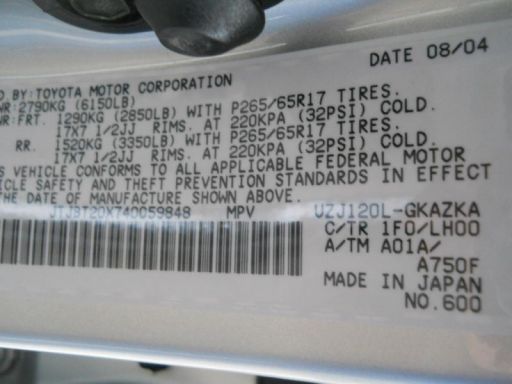 DATE 08/04
D BY:TOYOTA MOTOR CORPORATION
WR:2790KG (6150LB)
WR:FRT. 1290KG (2850LB) WITH P265/65R17 TIRES.
17X7 1/2JJ RIMS. AT 220KPA (32PSI) COLD.
RR. 1520KG (3350LB) WITH P265/65R17 TIRES.
17X7 1/2JJ RIMS. AT 220KPA (32PSI) COLD.
S VEHICLE CONFORMS TO ALL APPLICABLE FEDERAL MOTOR
ICLE SAFETY AND THEFT PREVENTION STANDARDS IN EFFECT
THE DATE OF MANUFACTURE SHOWN ABOVE.
JTJBT20X740059848 MPV UZJ120L-GKAZKA
C/TR 1F0/LH00
A/TM A01A/
A750F
MADE IN JAPAN
NO.600